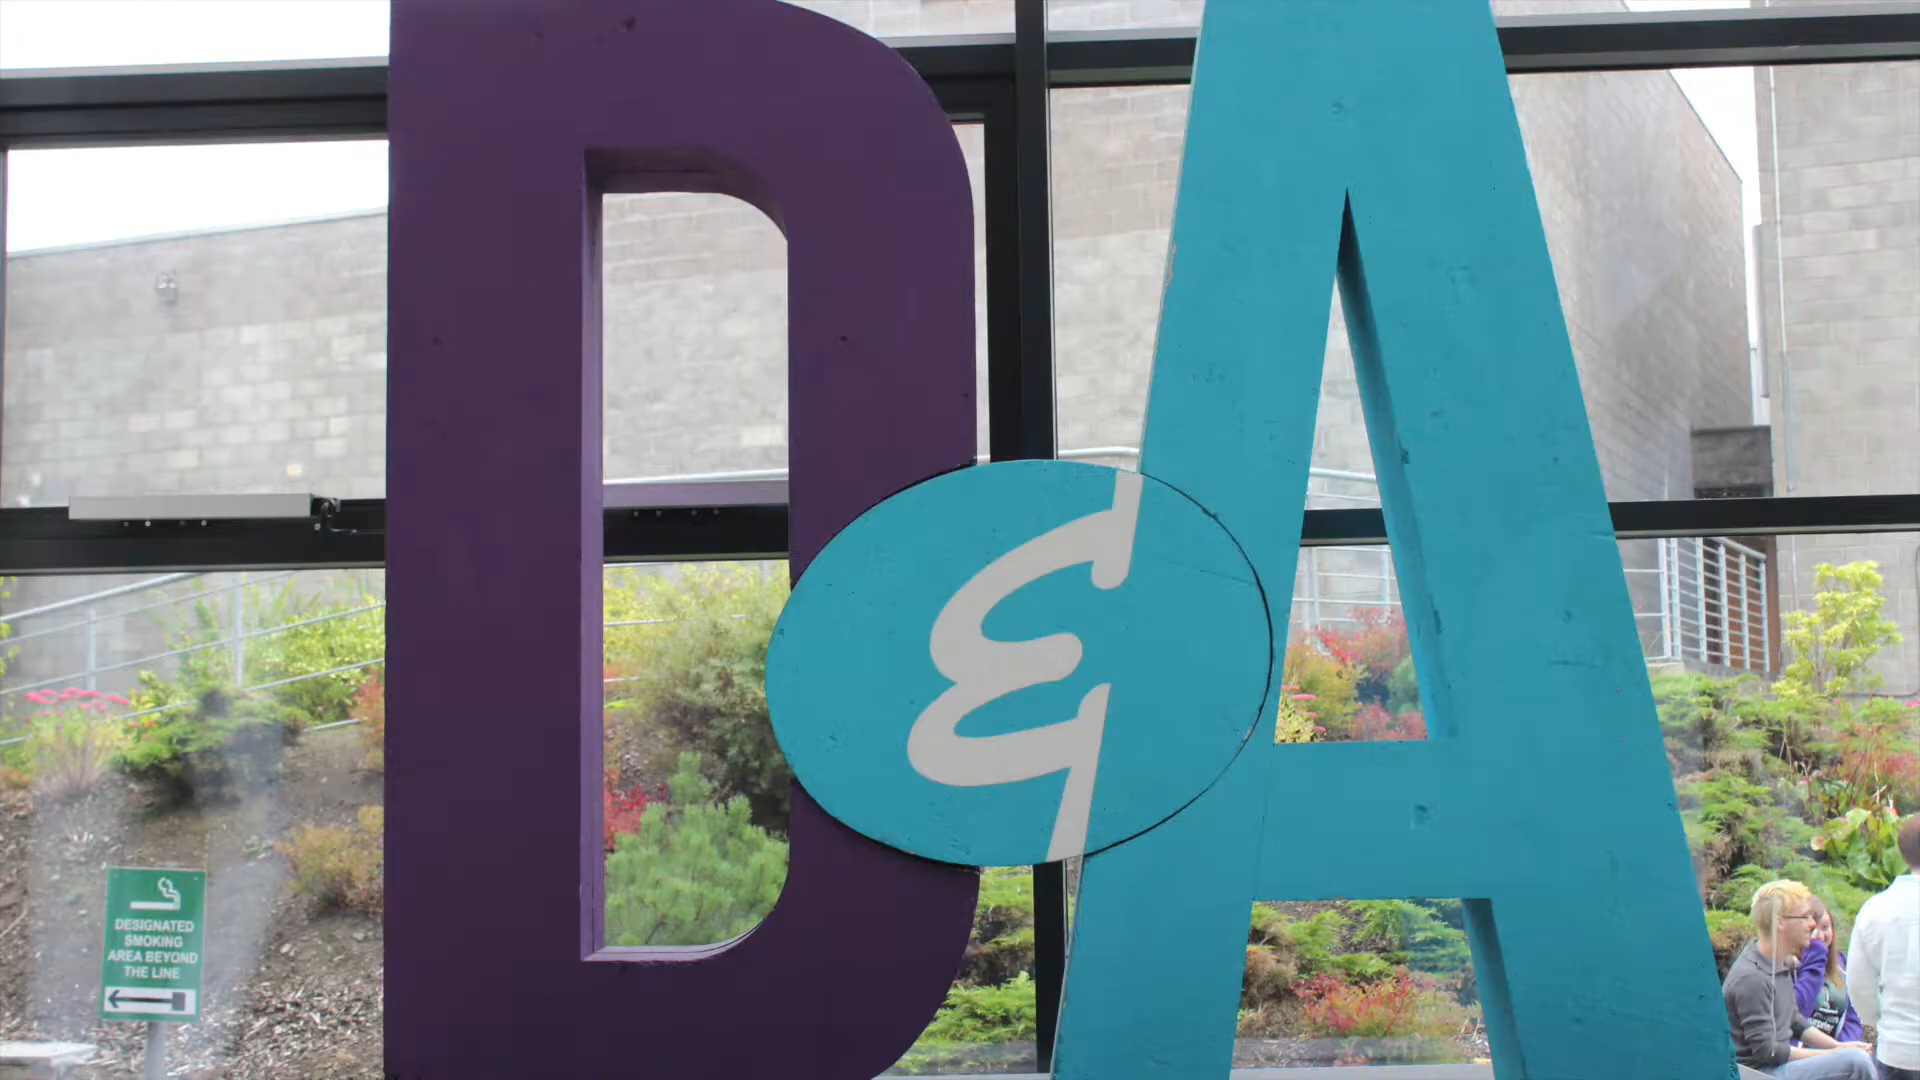 D&A
DESIGNATED
SMOKING
AREA BEYOND
THE LINE